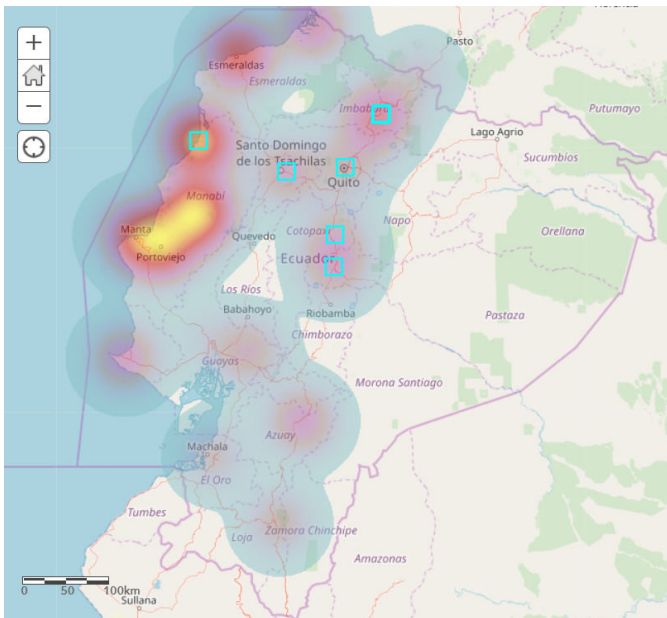 +
−
Pasto
Esmeraldas
Esmeraldas
Imbabura
Putumayo
Lago Agrio
Santo Domingo
de los Tsachilas
Sucumbios
Quito
Manabí
Napo
Manta
Quevedo
Cotopaxi
Orellana
Portoviejo
Ecuador
Los Ríos
Babahoyo
Riobamba
Pastaza
Chimborazo
Guayas
Morona Santiago
Azuay
Machala
El Oro
Tumbes
Loja
Zamora Chinchipe
Amazonas
0 50 100km
Sullana